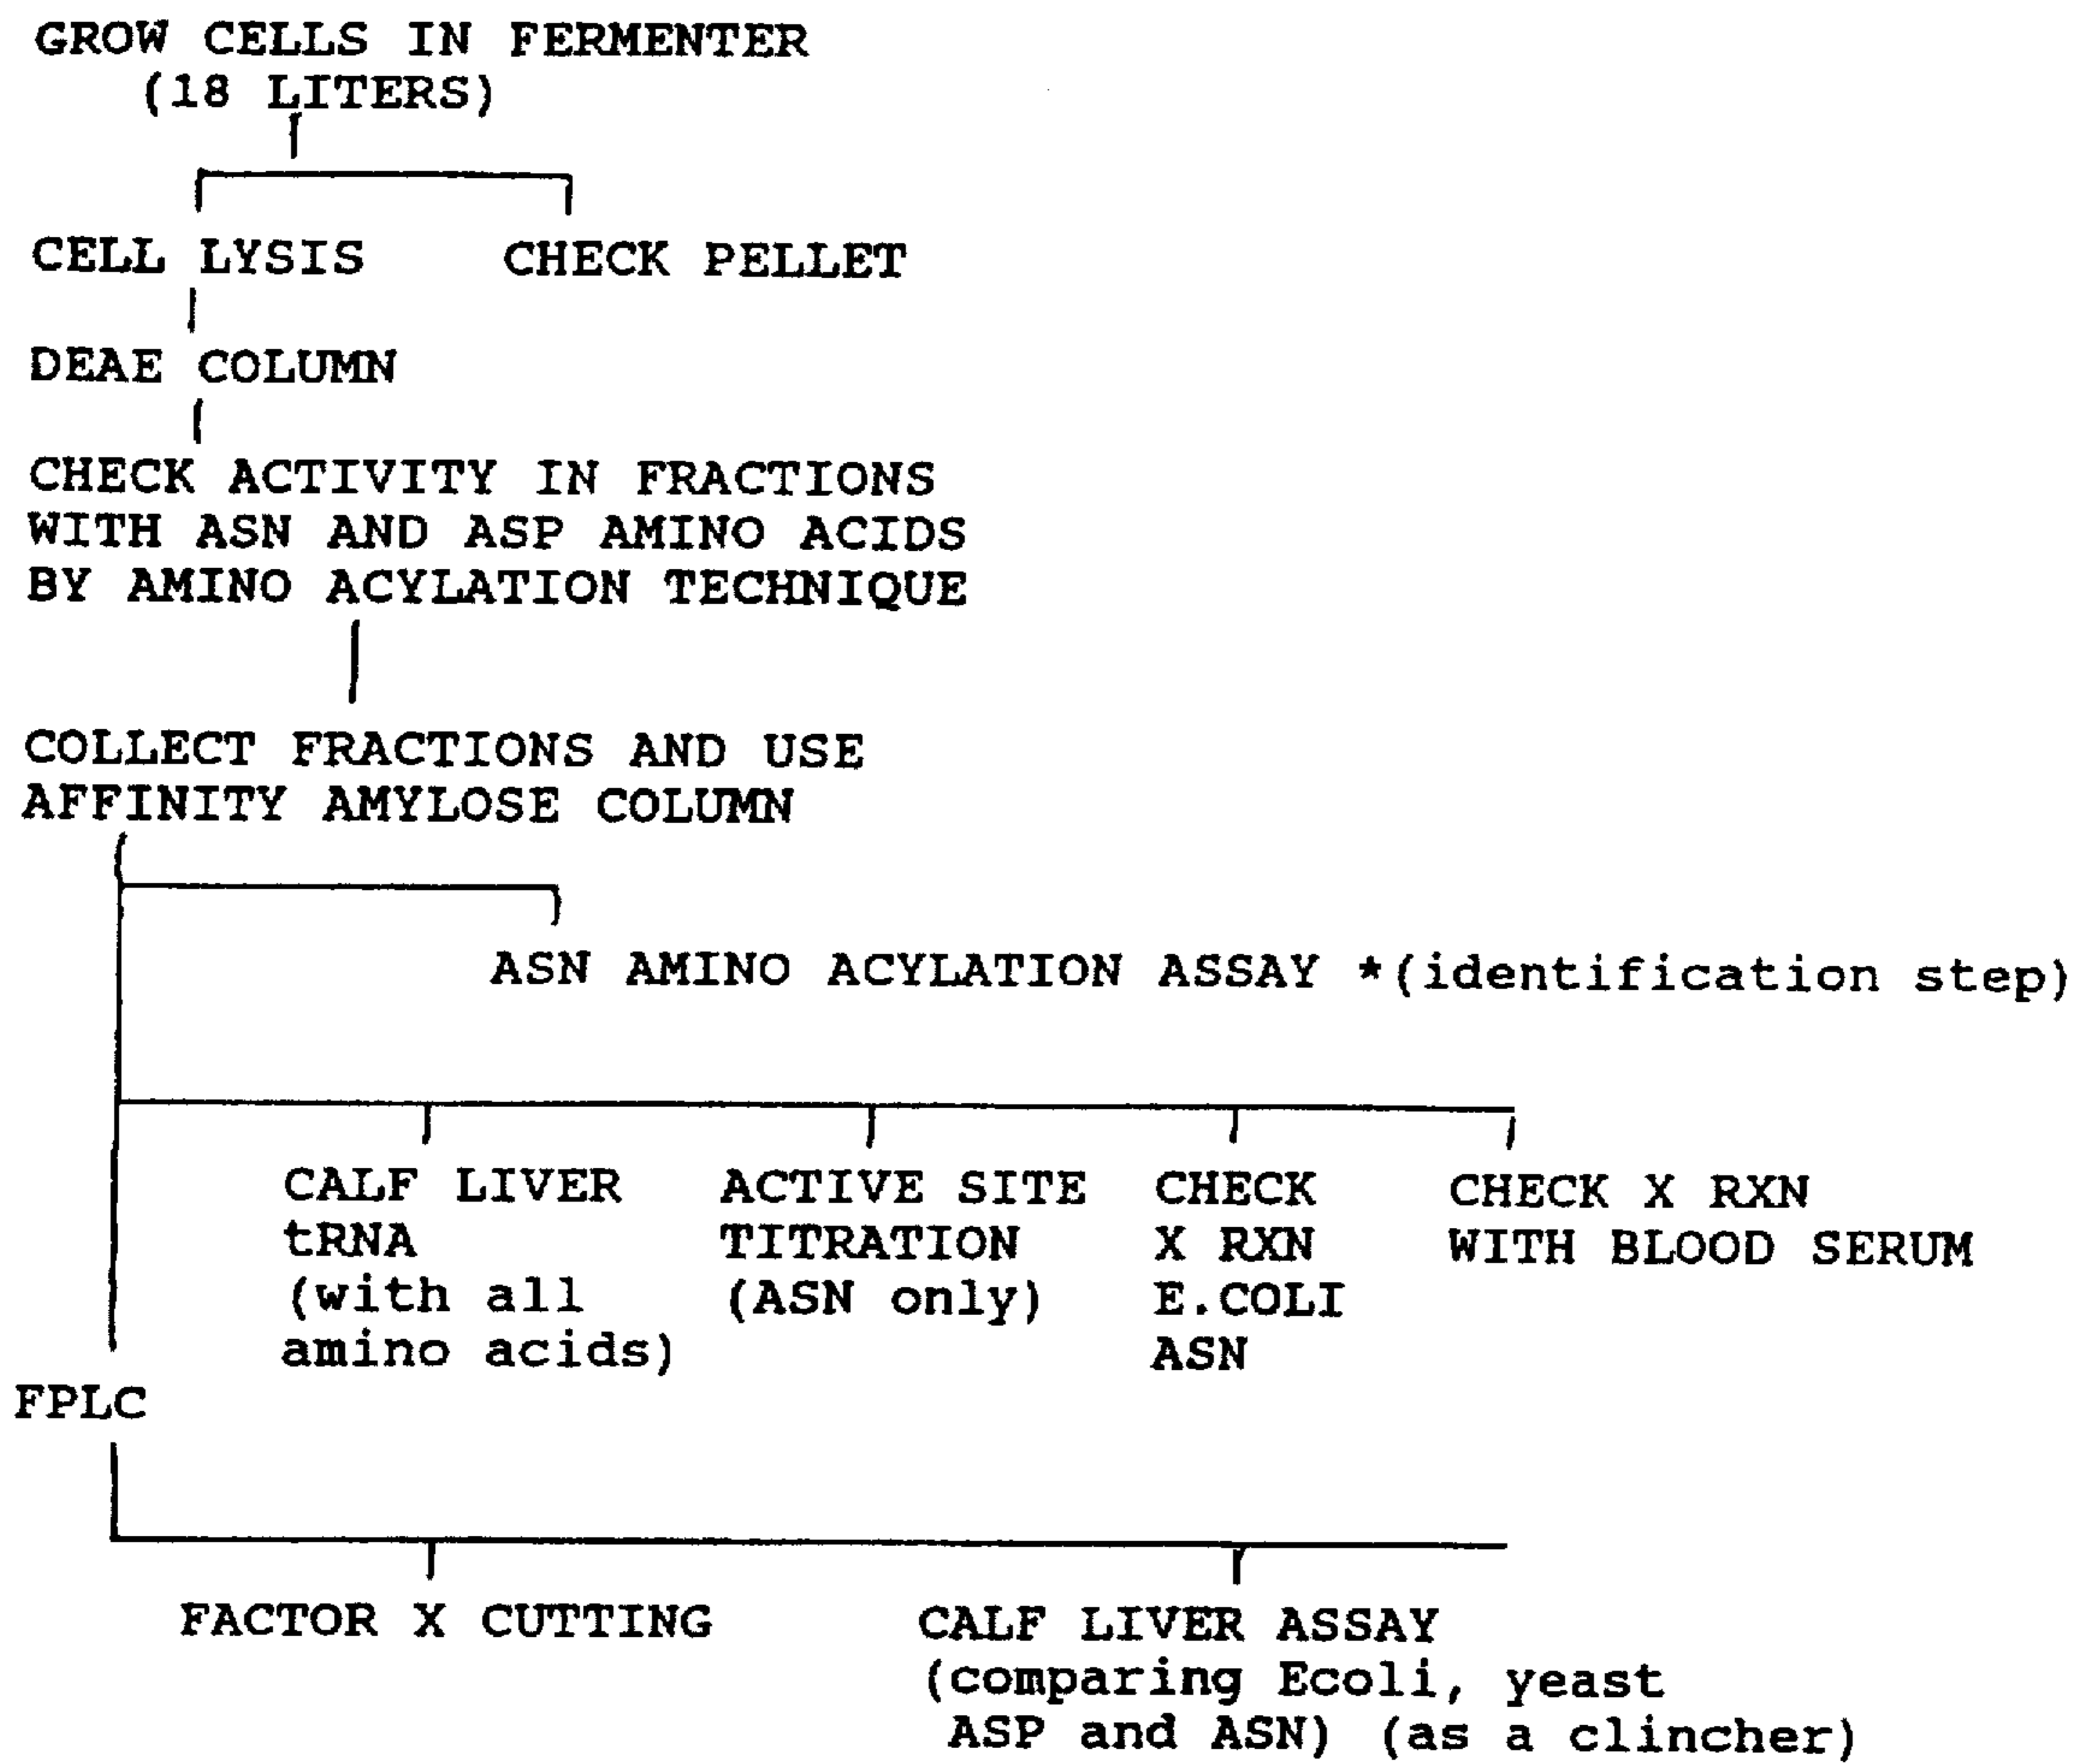 GROW CELLS IN FERMENTER
(18 LITERS)
CELL LYSIS
CHECK PELLET
DEAE COLUMN
CHECK ACTIVITY IN FRACTIONS
WITH ASN AND ASP AMINO ACIDS
BY AMINO ACYLATION TECHNIQUE
COLLECT FRACTIONS AND USE
AFFINITY AMYLOSE COLUMN
ASN AMINO ACYLATION ASSAY *(identification step)
CALF LIVER
tRNA
(with all
amino acids)
ACTIVE SITE
TITRATION
(ASN only)
CHECK
X RXN
E.COLI
ASN
CHECK X RXN
WITH BLOOD SERUM
FPLC
FACTOR X CUTTING
CALF LIVER ASSAY
(comparing Ecoli, yeast
ASP and ASN) (as a clincher)